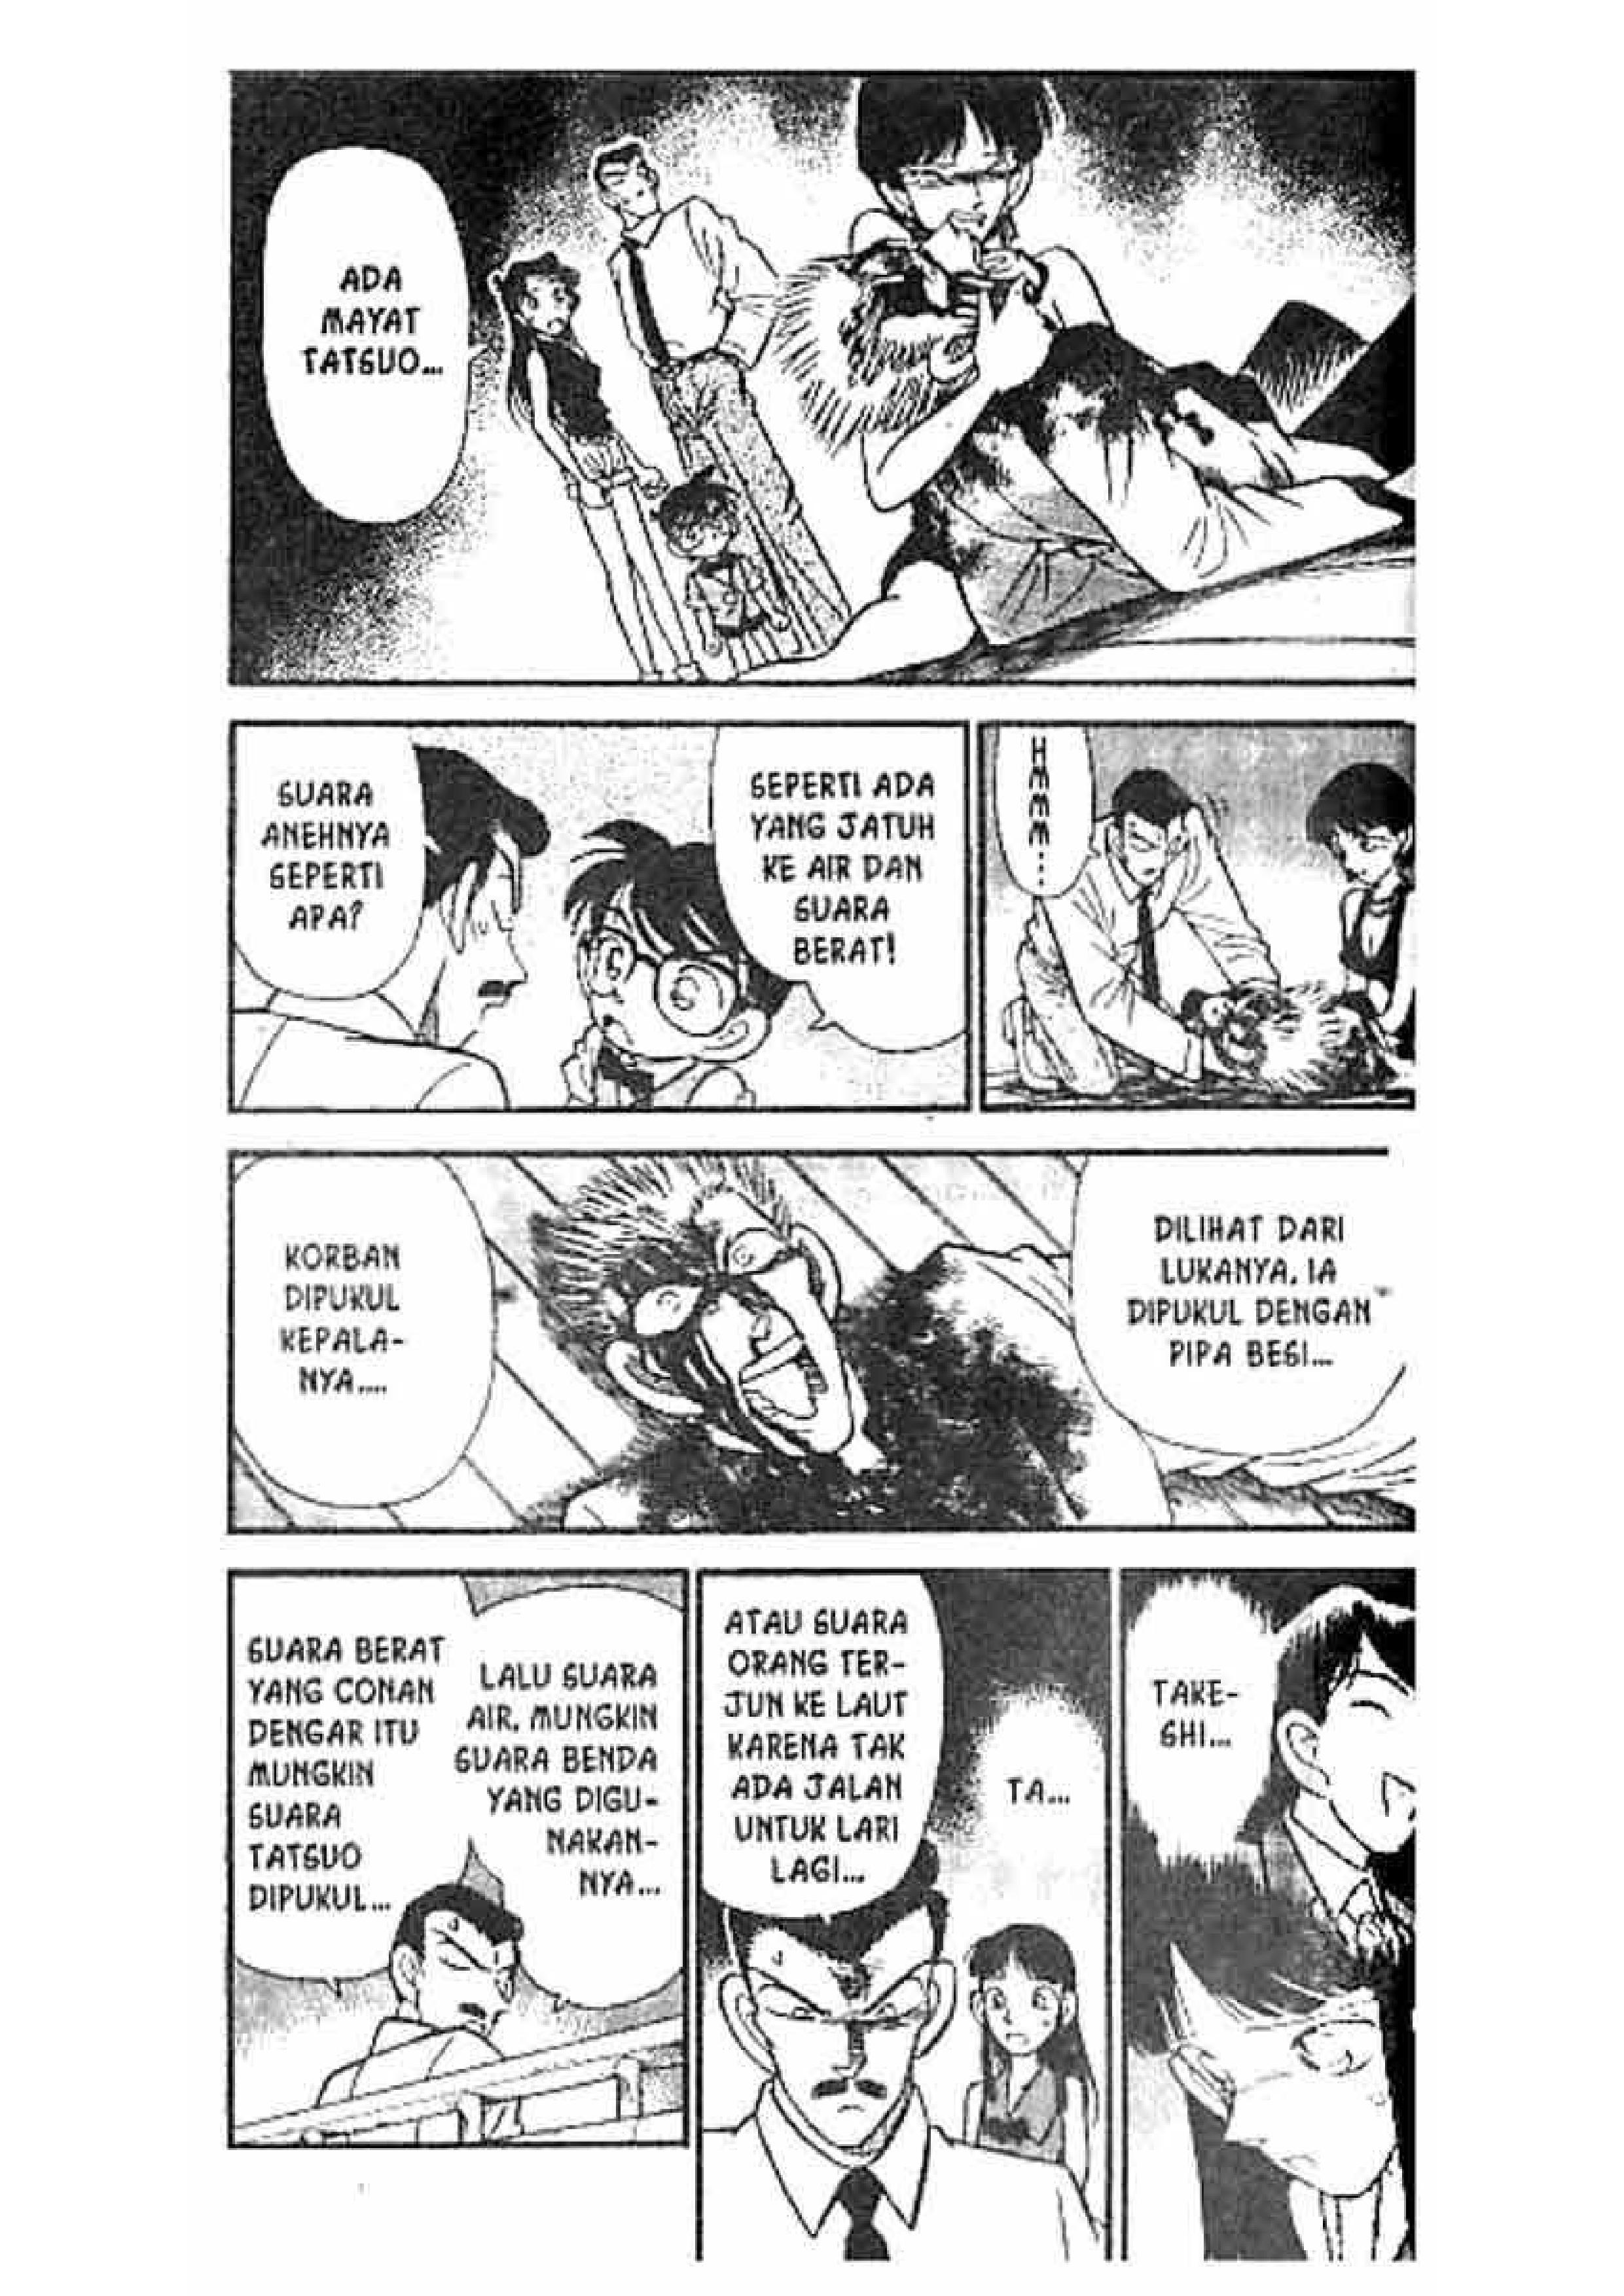 ADA
MAYAT
TATSUO...
SUARA
ANEHNYA
SEPERTI
APA?
SEPERTI ADA
YANG JATUH
KE AIR DAN
SUARA
BERAT!
HMMM...
KORBAN
DIPUKUL
KEPALA-
NYA....
DILIHAT DARI
LUKANYA, IA
DIPUKUL DENGAN
PIPA BESI...
SUARA BERAT
YANG CONAN
DENGAR ITU
MUNGKIN
SUARA
TATSUO
DIPUKUL...
LALU SUARA
AIR, MUNGKIN
SUARA BENDA
YANG DIGU-
NAKAN-
NYA...
ATAU SUARA
ORANG TER-
JUN KE LAUT
KARENA TAK
ADA JALAN
UNTUK LARI
LAGI...
TA...
TAKE-
SHI...